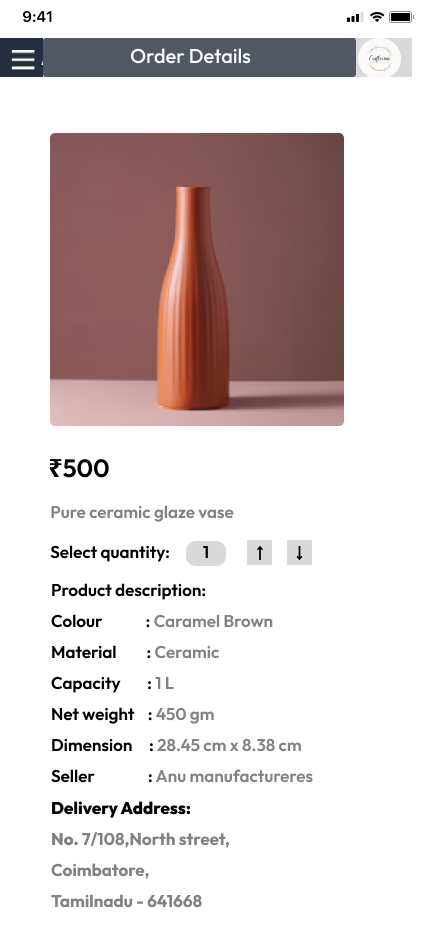 9:41
Order Details
₹500
Pure ceramic glaze vase
Select quantity: 1 ↑ ↓
Product description:
Colour : Caramel Brown
Material : Ceramic
Capacity : 1 L
Net weight : 450 gm
Dimension : 28.45 cm x 8.38 cm
Seller : Anu manufactureres
Delivery Address:
No. 7/108,North street,
Coimbatore,
Tamilnadu - 641668